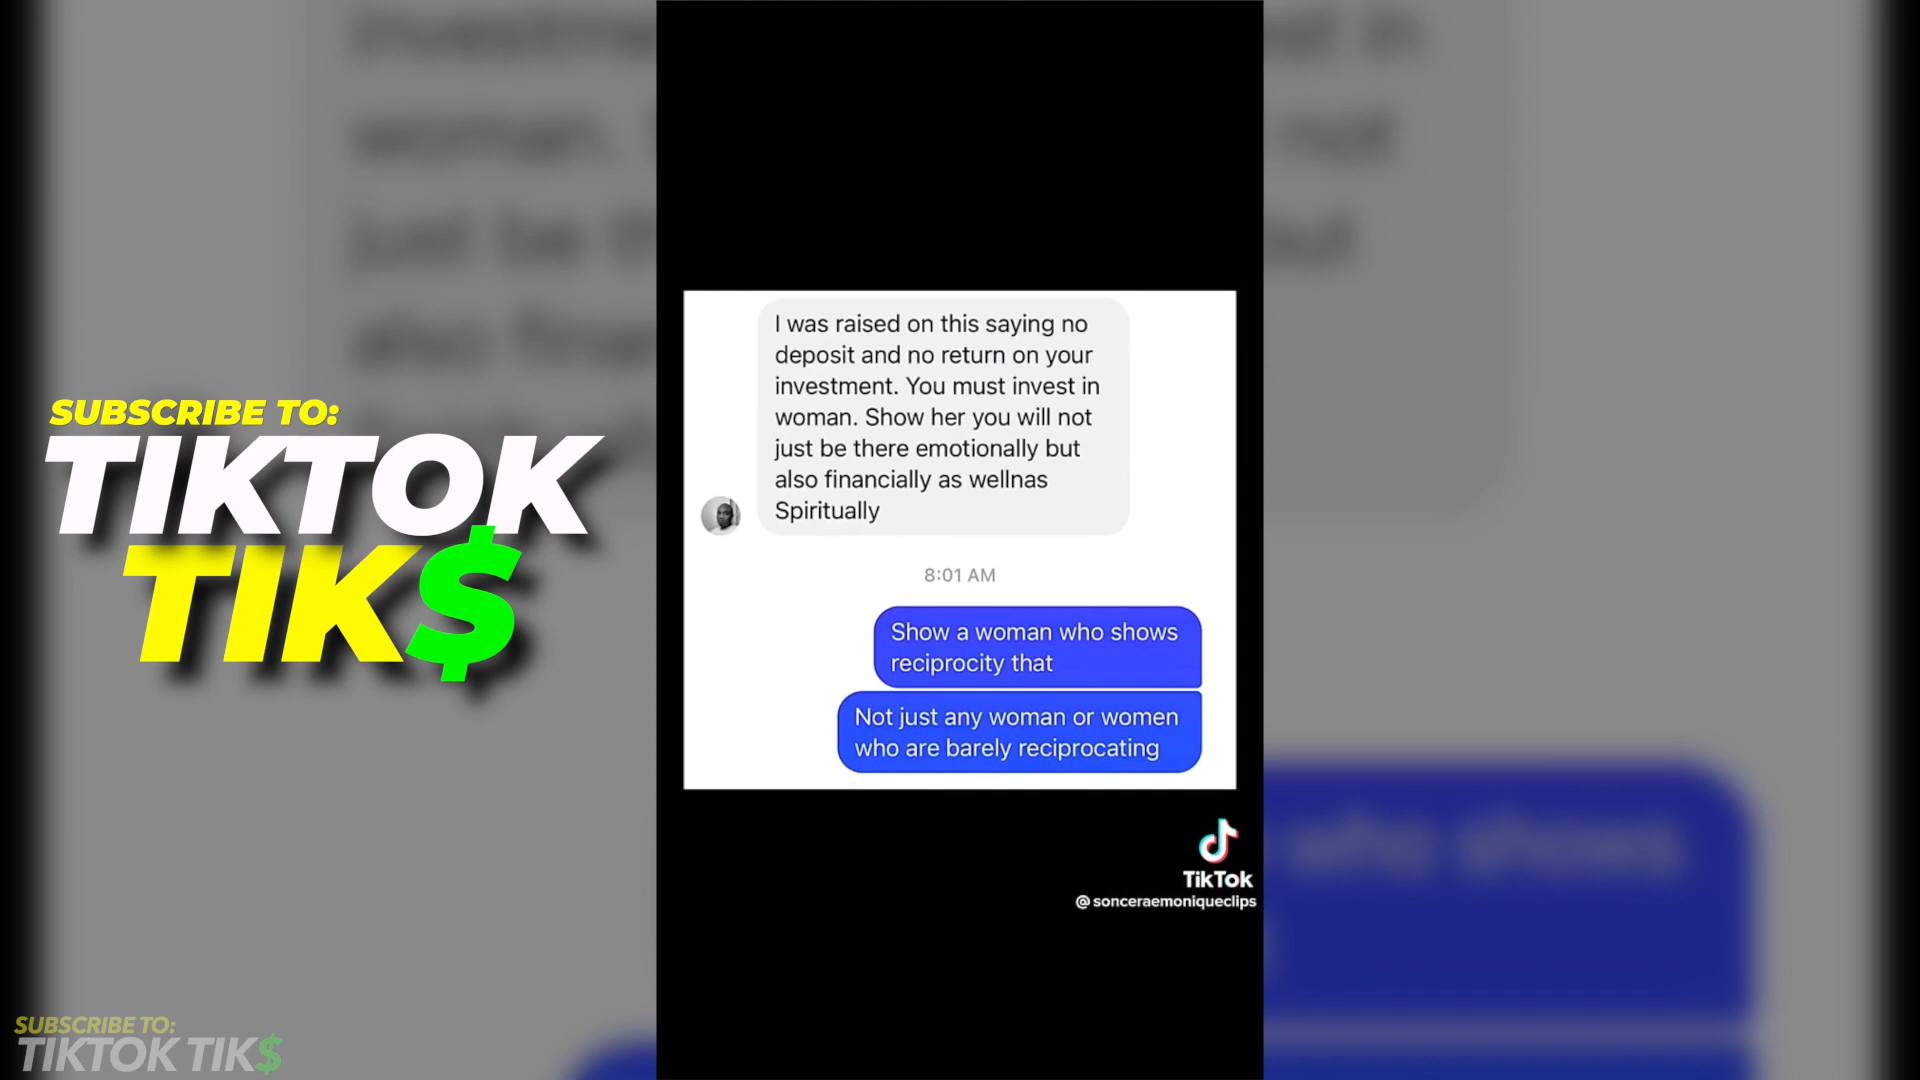 SUBSCRIBE TO:
TIKTOK
TIK$
I was raised on this saying no
deposit and no return on your
investment. You must invest in
woman. Show her you will not
just be there emotionally but
also financially as wellnas
Spiritually
8:01 AM
Show a woman who shows
reciprocity that
Not just any woman or women
who are barely reciprocating
TikTok
@sonceraemoniqueclips
SUBSCRIBE TO:
TIKTOK TIK$